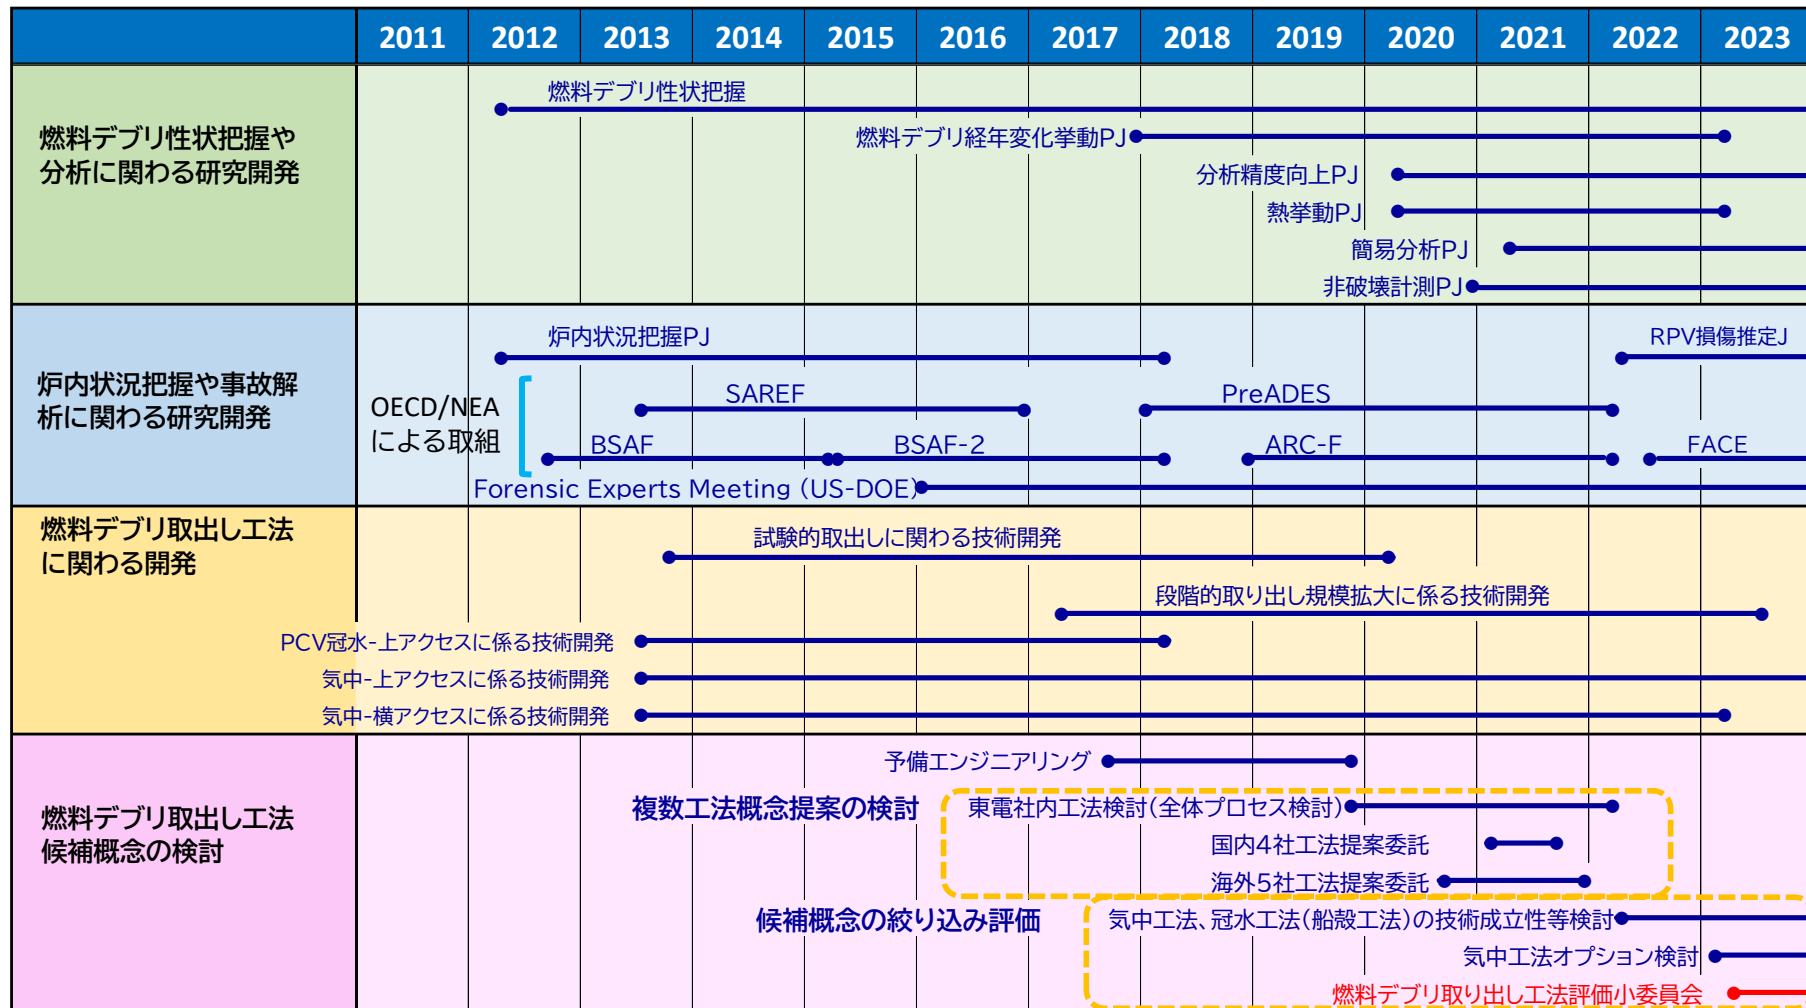 2011 2012 2013 2014 2015 2016 2017 2018 2019 2020 2021 2022 2023
燃料デブリ性状把握や
分析に関わる研究開発
燃料デブリ性状把握
燃料デブリ経年変化挙動PJ
分析精度向上PJ
熱挙動PJ
簡易分析PJ
非破壊計測PJ
炉内状況把握や事故解
析に関わる研究開発
炉内状況把握PJ
RPV損傷推定J
OECD/NEA
による取組
SAREF
PreADES
BSAF
BSAF-2
ARC-F
FACE
Forensic Experts Meeting (US-DOE)
燃料デブリ取出し工法
に関わる開発
試験的取出しに関わる技術開発
段階的取り出し規模拡大に係る技術開発
PCV冠水-上アクセスに係る技術開発
気中-上アクセスに係る技術開発
気中-横アクセスに係る技術開発
燃料デブリ取出し工法
候補概念の検討
予備エンジニアリング
複数工法概念提案の検討
東電社内工法検討(全体プロセス検討)
国内4社工法提案委託
海外5社工法提案委託
候補概念の絞り込み評価
気中工法、冠水工法(船殻工法)の技術成立性等検討
気中工法オプション検討
燃料デブリ取り出し工法評価小委員会